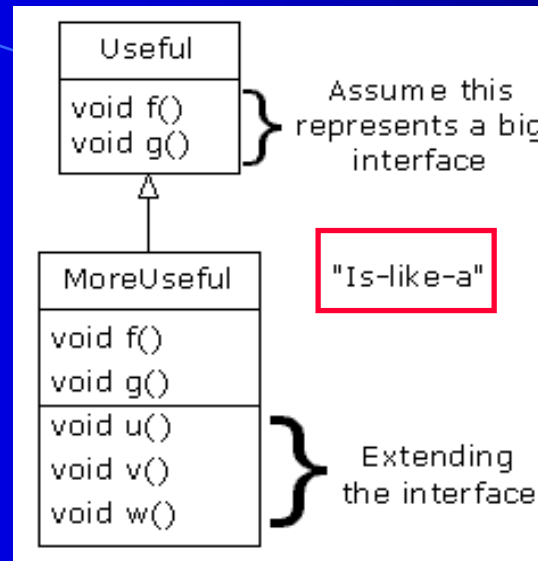 Useful
void f()
void g()
Assume this
represents a big
interface
MoreUseful
"Is-like-a"
void f()
void g()
void u()
void v()
void w()
Extending
the interface